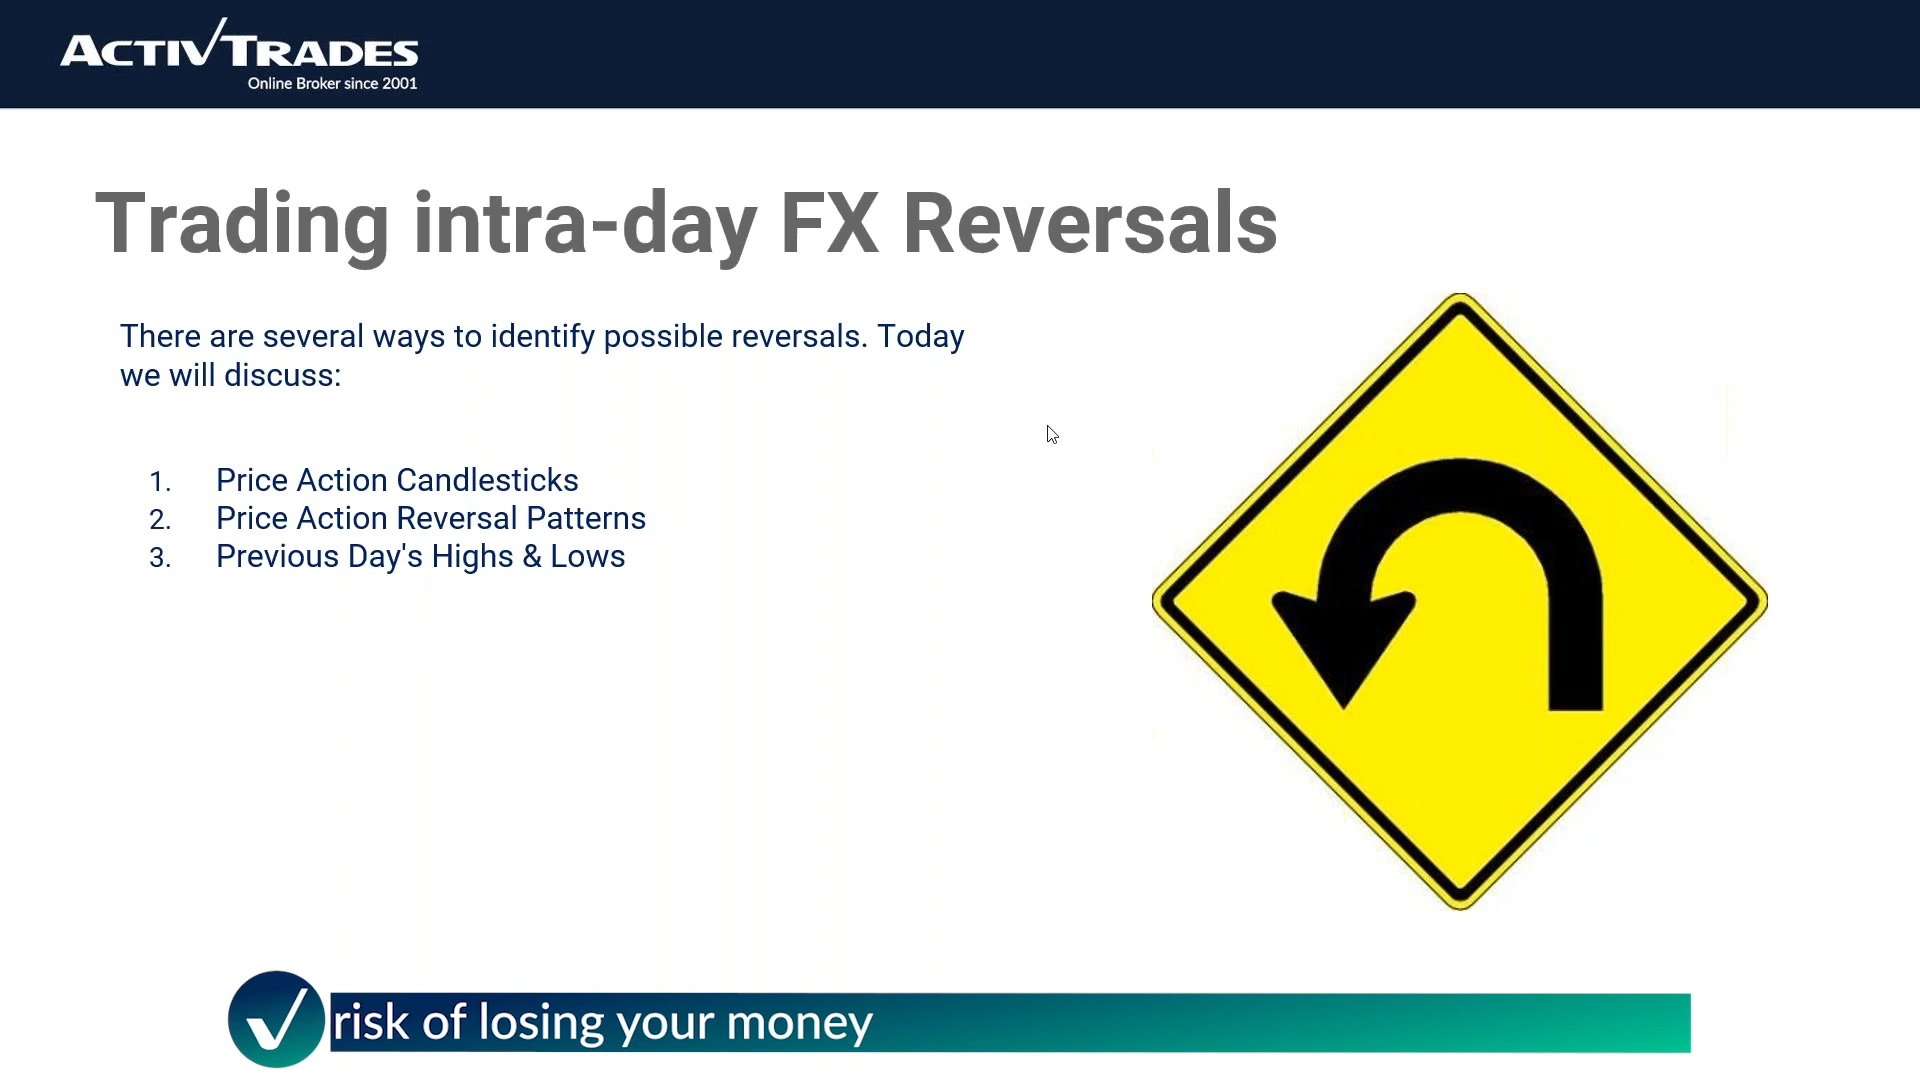 ACTIVTRADES
Online Broker since 2001
Trading intra-day FX Reversals
There are several ways to identify possible reversals. Today
we will discuss:
1. Price Action Candlesticks
2. Price Action Reversal Patterns
3. Previous Day's Highs & Lows
risk of losing your money